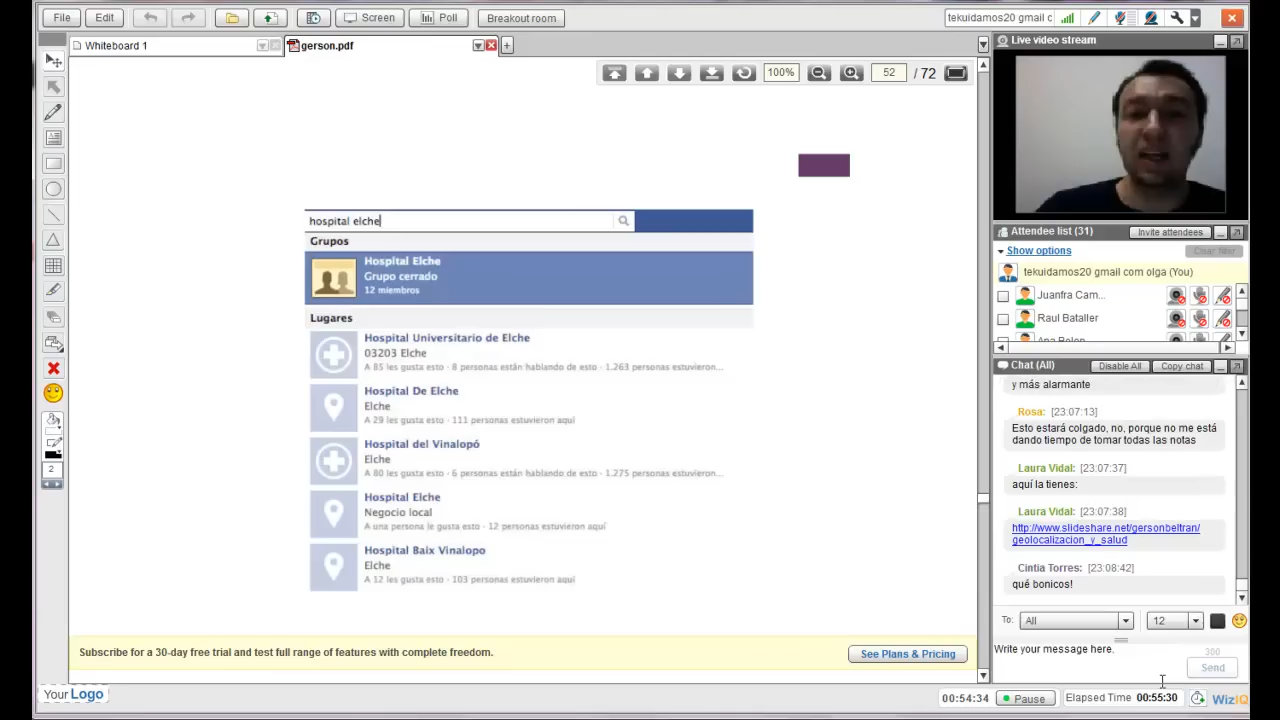 File Edit Screen Poll Breakout room tekuidamos20 gmail c
Whiteboard 1 gerson.pdf
100% 52 / 72
hospital elche
Grupos
Hospital Elche
Grupo cerrado
12 miembros
Lugares
Hospital Universitario de Elche
03203 Elche
A 85 les gusta esto · 8 personas están hablando de esto · 1.263 personas estuvieron...
Hospital De Elche
Elche
A 29 les gusta esto · 111 personas estuvieron aquí
Hospital del Vinalopó
Elche
A 80 les gusta esto · 6 personas están hablando de esto · 1.275 personas estuvieron...
Hospital Elche
Negocio local
A una persona le gusta esto · 12 personas estuvieron aquí
Hospital Baix Vinalopo
Elche
A 12 les gusta esto · 103 personas estuvieron aquí
2
Subscribe for a 30-day free trial and test full range of features with complete freedom. See Plans & Pricing
Your Logo
00:54:34 Pause Elapsed Time 00:55:30 WizIQ
Live video stream
Attendee list (31) Invite attendees
Show options Clear filter
tekuidamos20 gmail com olga (You)
Juanfra Cam...
Raul Bataller
Ana Belen
Chat (All) Disable All Copy chat
y más alarmante
Rosa: [23:07:13]
Esto estará colgado, no, porque no me está
dando tiempo de tomar todas las notas
Laura Vidal: [23:07:37]
aquí la tienes:
Laura Vidal: [23:07:38]
http://www.slideshare.net/gersonbeltran/
geolocalizacion_y_salud
Cintia Torres: [23:08:42]
qué bonicos!
To: All 12
Write your message here. 300
Send